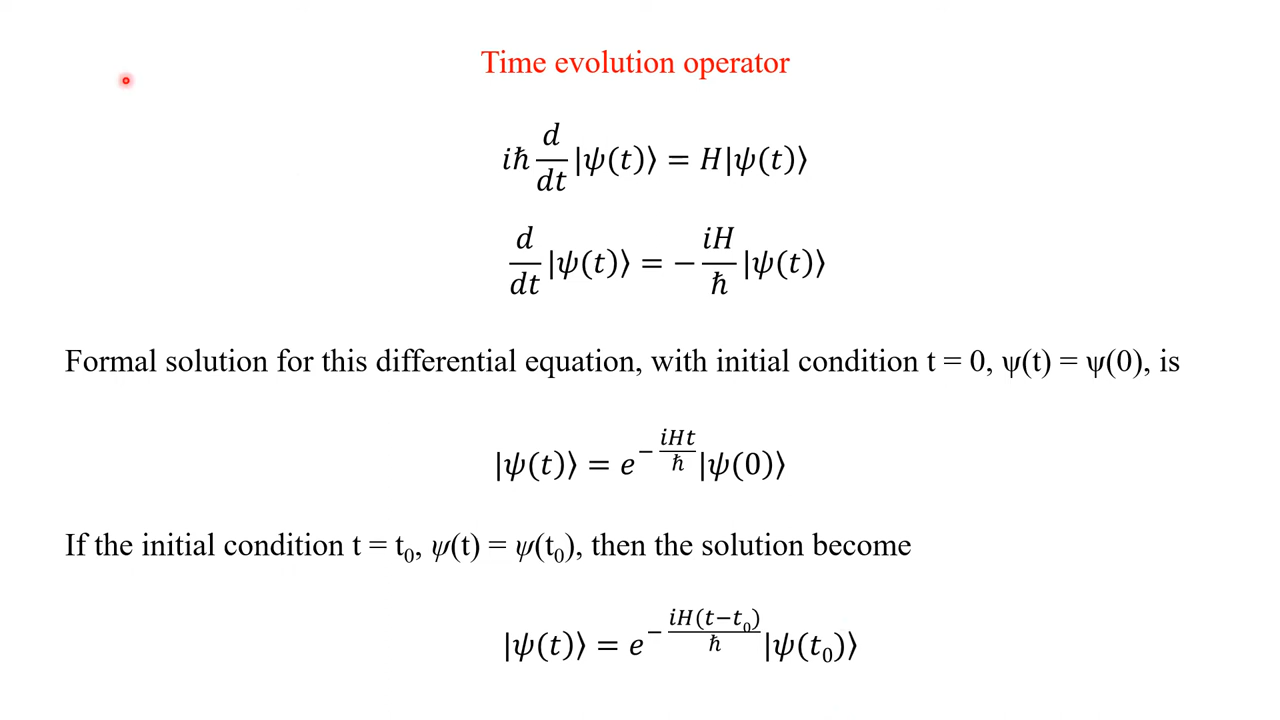 Time evolution operator
iℏ d/dt |ψ(t)⟩ = H|ψ(t)⟩
d/dt |ψ(t)⟩ = − iH/ℏ |ψ(t)⟩
Formal solution for this differential equation, with initial condition t = 0, ψ(t) = ψ(0), is
|ψ(t)⟩ = e^{−iHt/ℏ} |ψ(0)⟩
If the initial condition t = t₀, ψ(t) = ψ(t₀), then the solution become
|ψ(t)⟩ = e^{−iH(t−t₀)/ℏ} |ψ(t₀)⟩